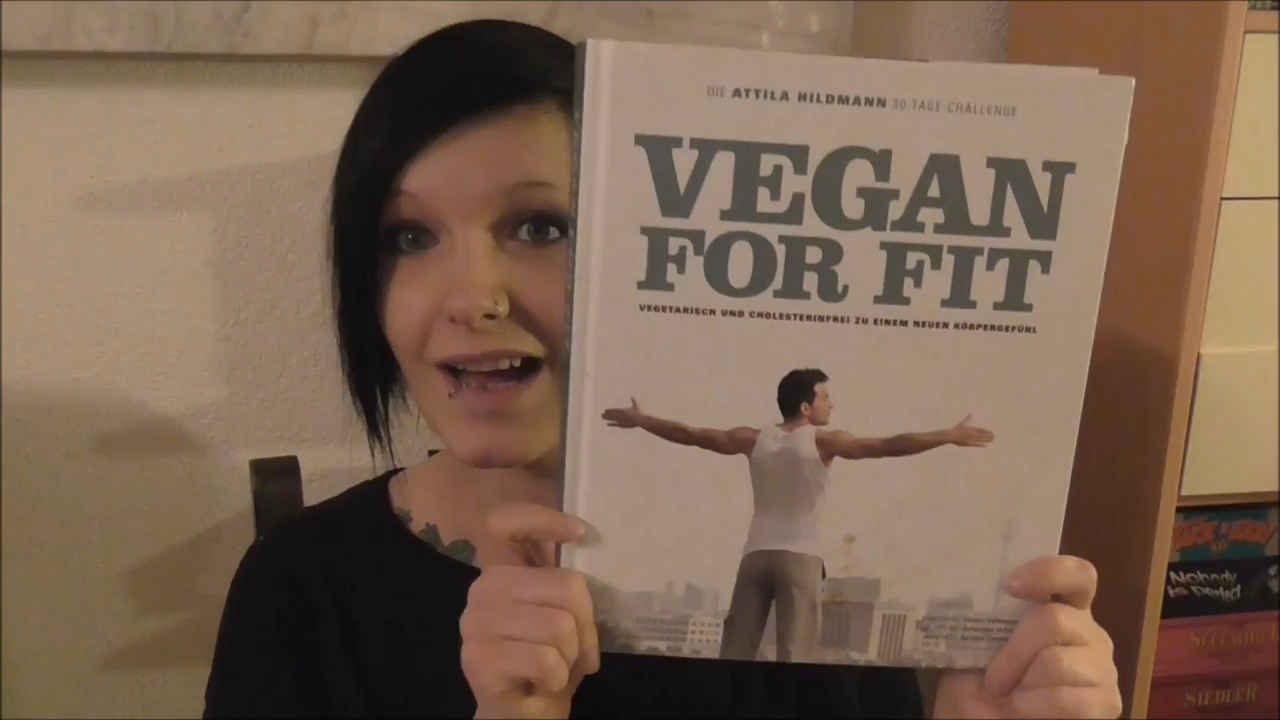 DIE ATTILA HILDMANN 30-TAGE-CHALLENGE
VEGAN
FOR FIT
VEGETARISCH UND CHOLESTERINFREI ZU EINEM NEUEN KÖRPERGEFÜHL
Nobody
is perfect
SIEDLER